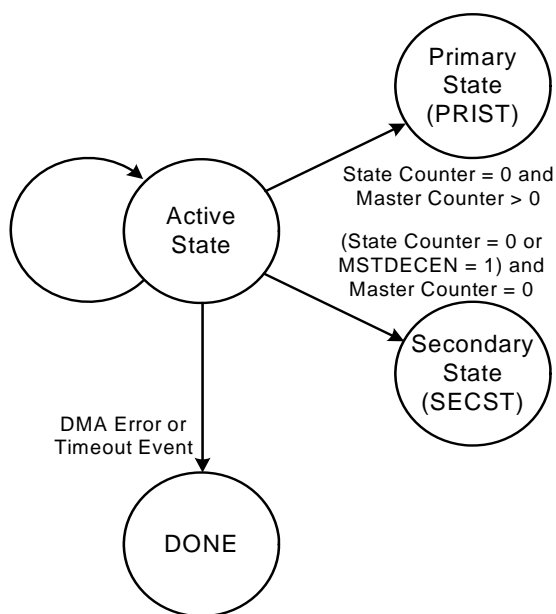 Primary
State
(PRIST)
State Counter = 0 and
Master Counter > 0
Active
State
(State Counter = 0 or
MSTDECEN = 1) and
Master Counter = 0
Secondary
State
(SECST)
DMA Error or
Timeout Event
DONE